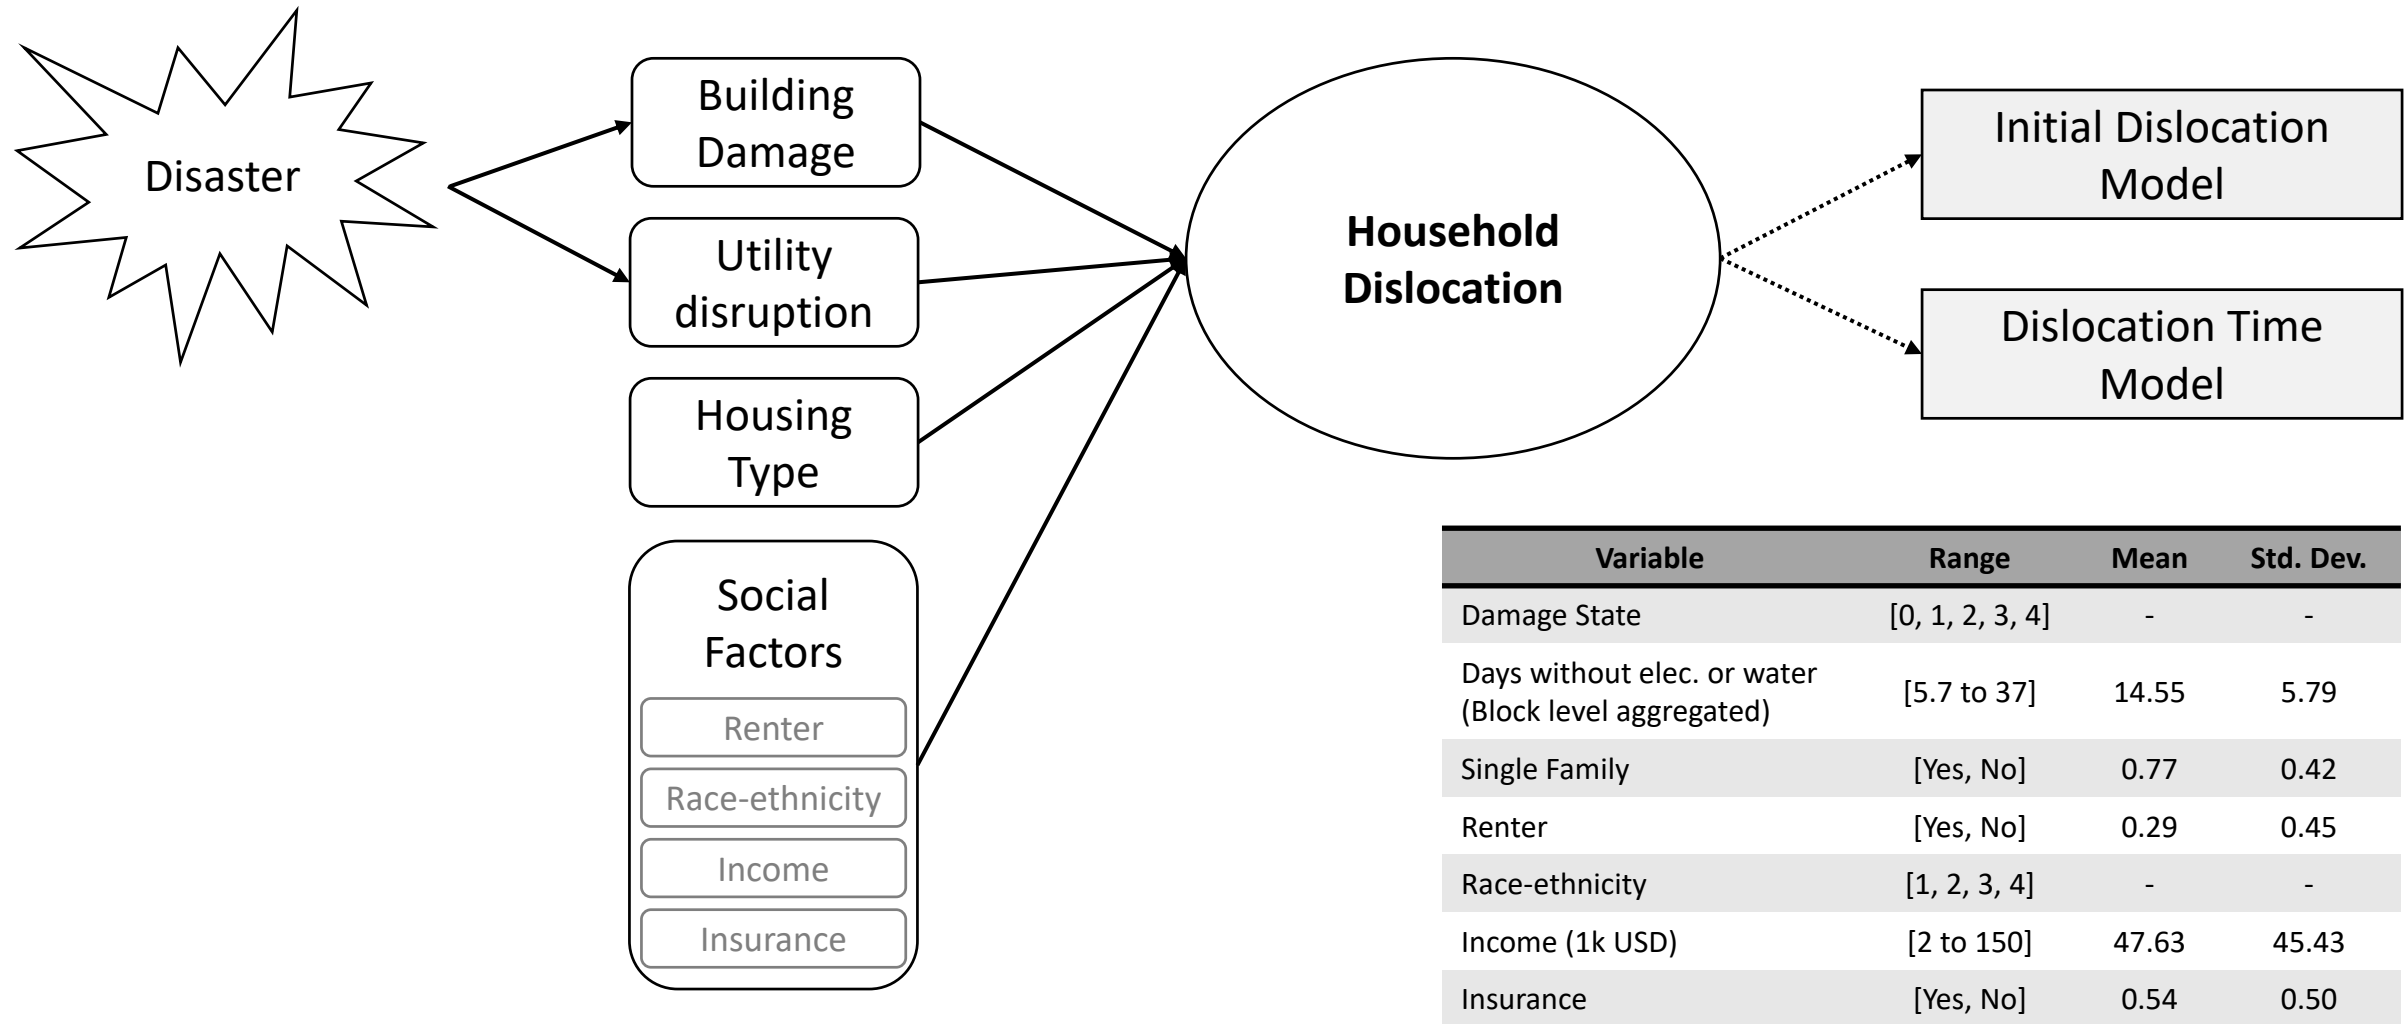 Disaster
Building
Damage
Utility
disruption
Housing
Type
Social
Factors
Renter
Race-ethnicity
Income
Insurance
Household
Dislocation
Initial Dislocation
Model
Dislocation Time
Model
Variable Range Mean Std. Dev.
Damage State [0, 1, 2, 3, 4] - -
Days without elec. or water
(Block level aggregated) [5.7 to 37] 14.55 5.79
Single Family [Yes, No] 0.77 0.42
Renter [Yes, No] 0.29 0.45
Race-ethnicity [1, 2, 3, 4] - -
Income (1k USD) [2 to 150] 47.63 45.43
Insurance [Yes, No] 0.54 0.50